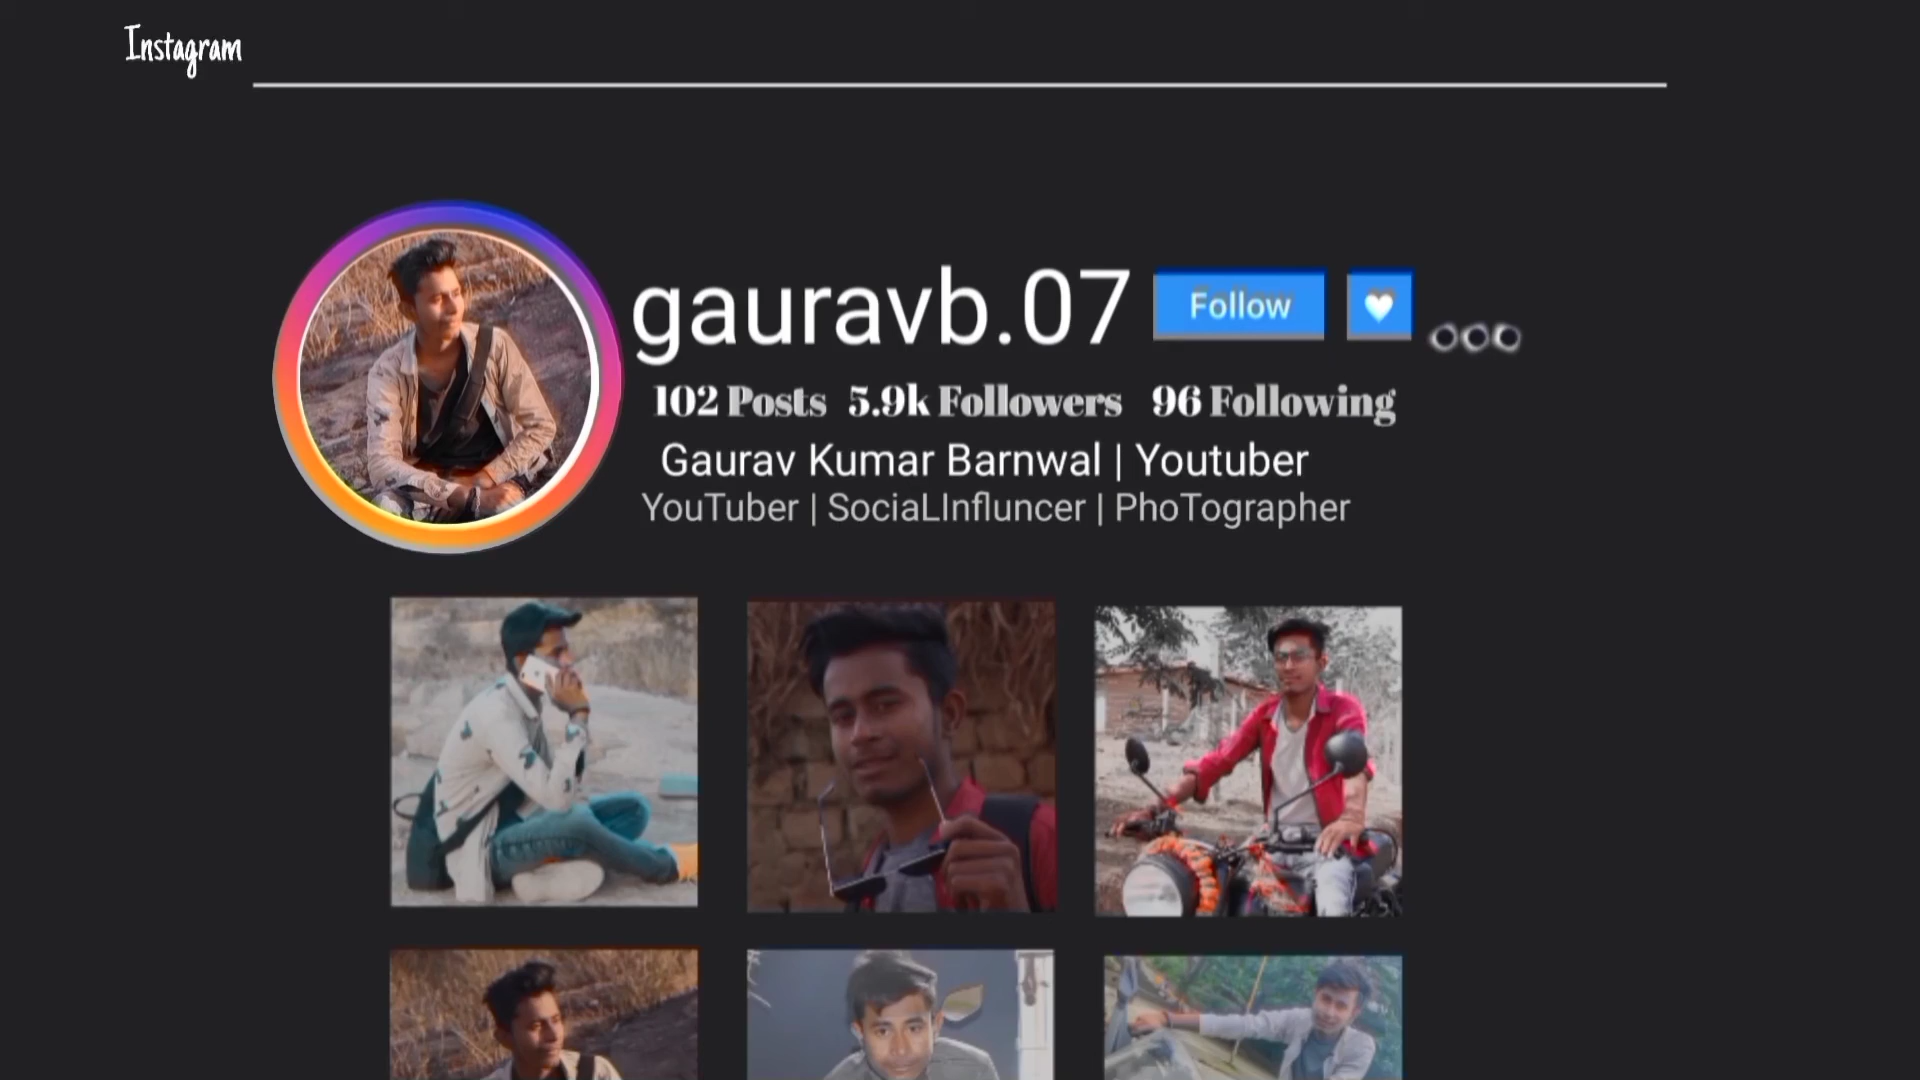 Instagram
gauravb.07 Follow
102 Posts 5.9k Followers 96 Following
Gaurav Kumar Barnwal | Youtuber
YouTuber | SociaLInfluncer | PhoTographer